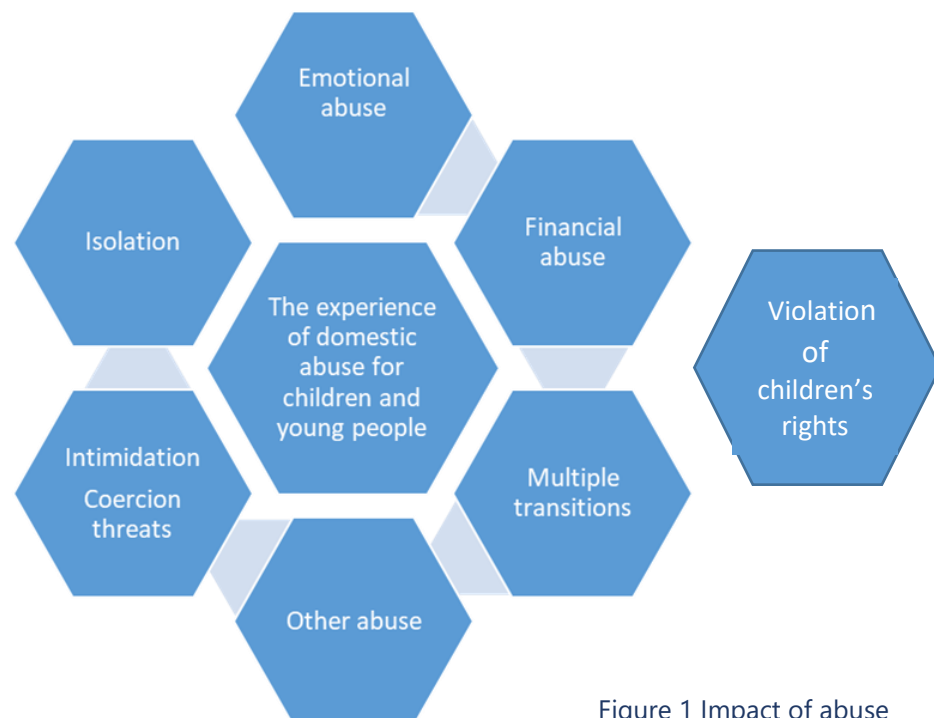 Emotional
abuse
Isolation
Financial
abuse
The experience
of domestic
abuse for
children and
young people
Violation
of
children's
rights
Intimidation
Coercion
threats
Multiple
transitions
Other abuse
Figure 1 Impact of abuse